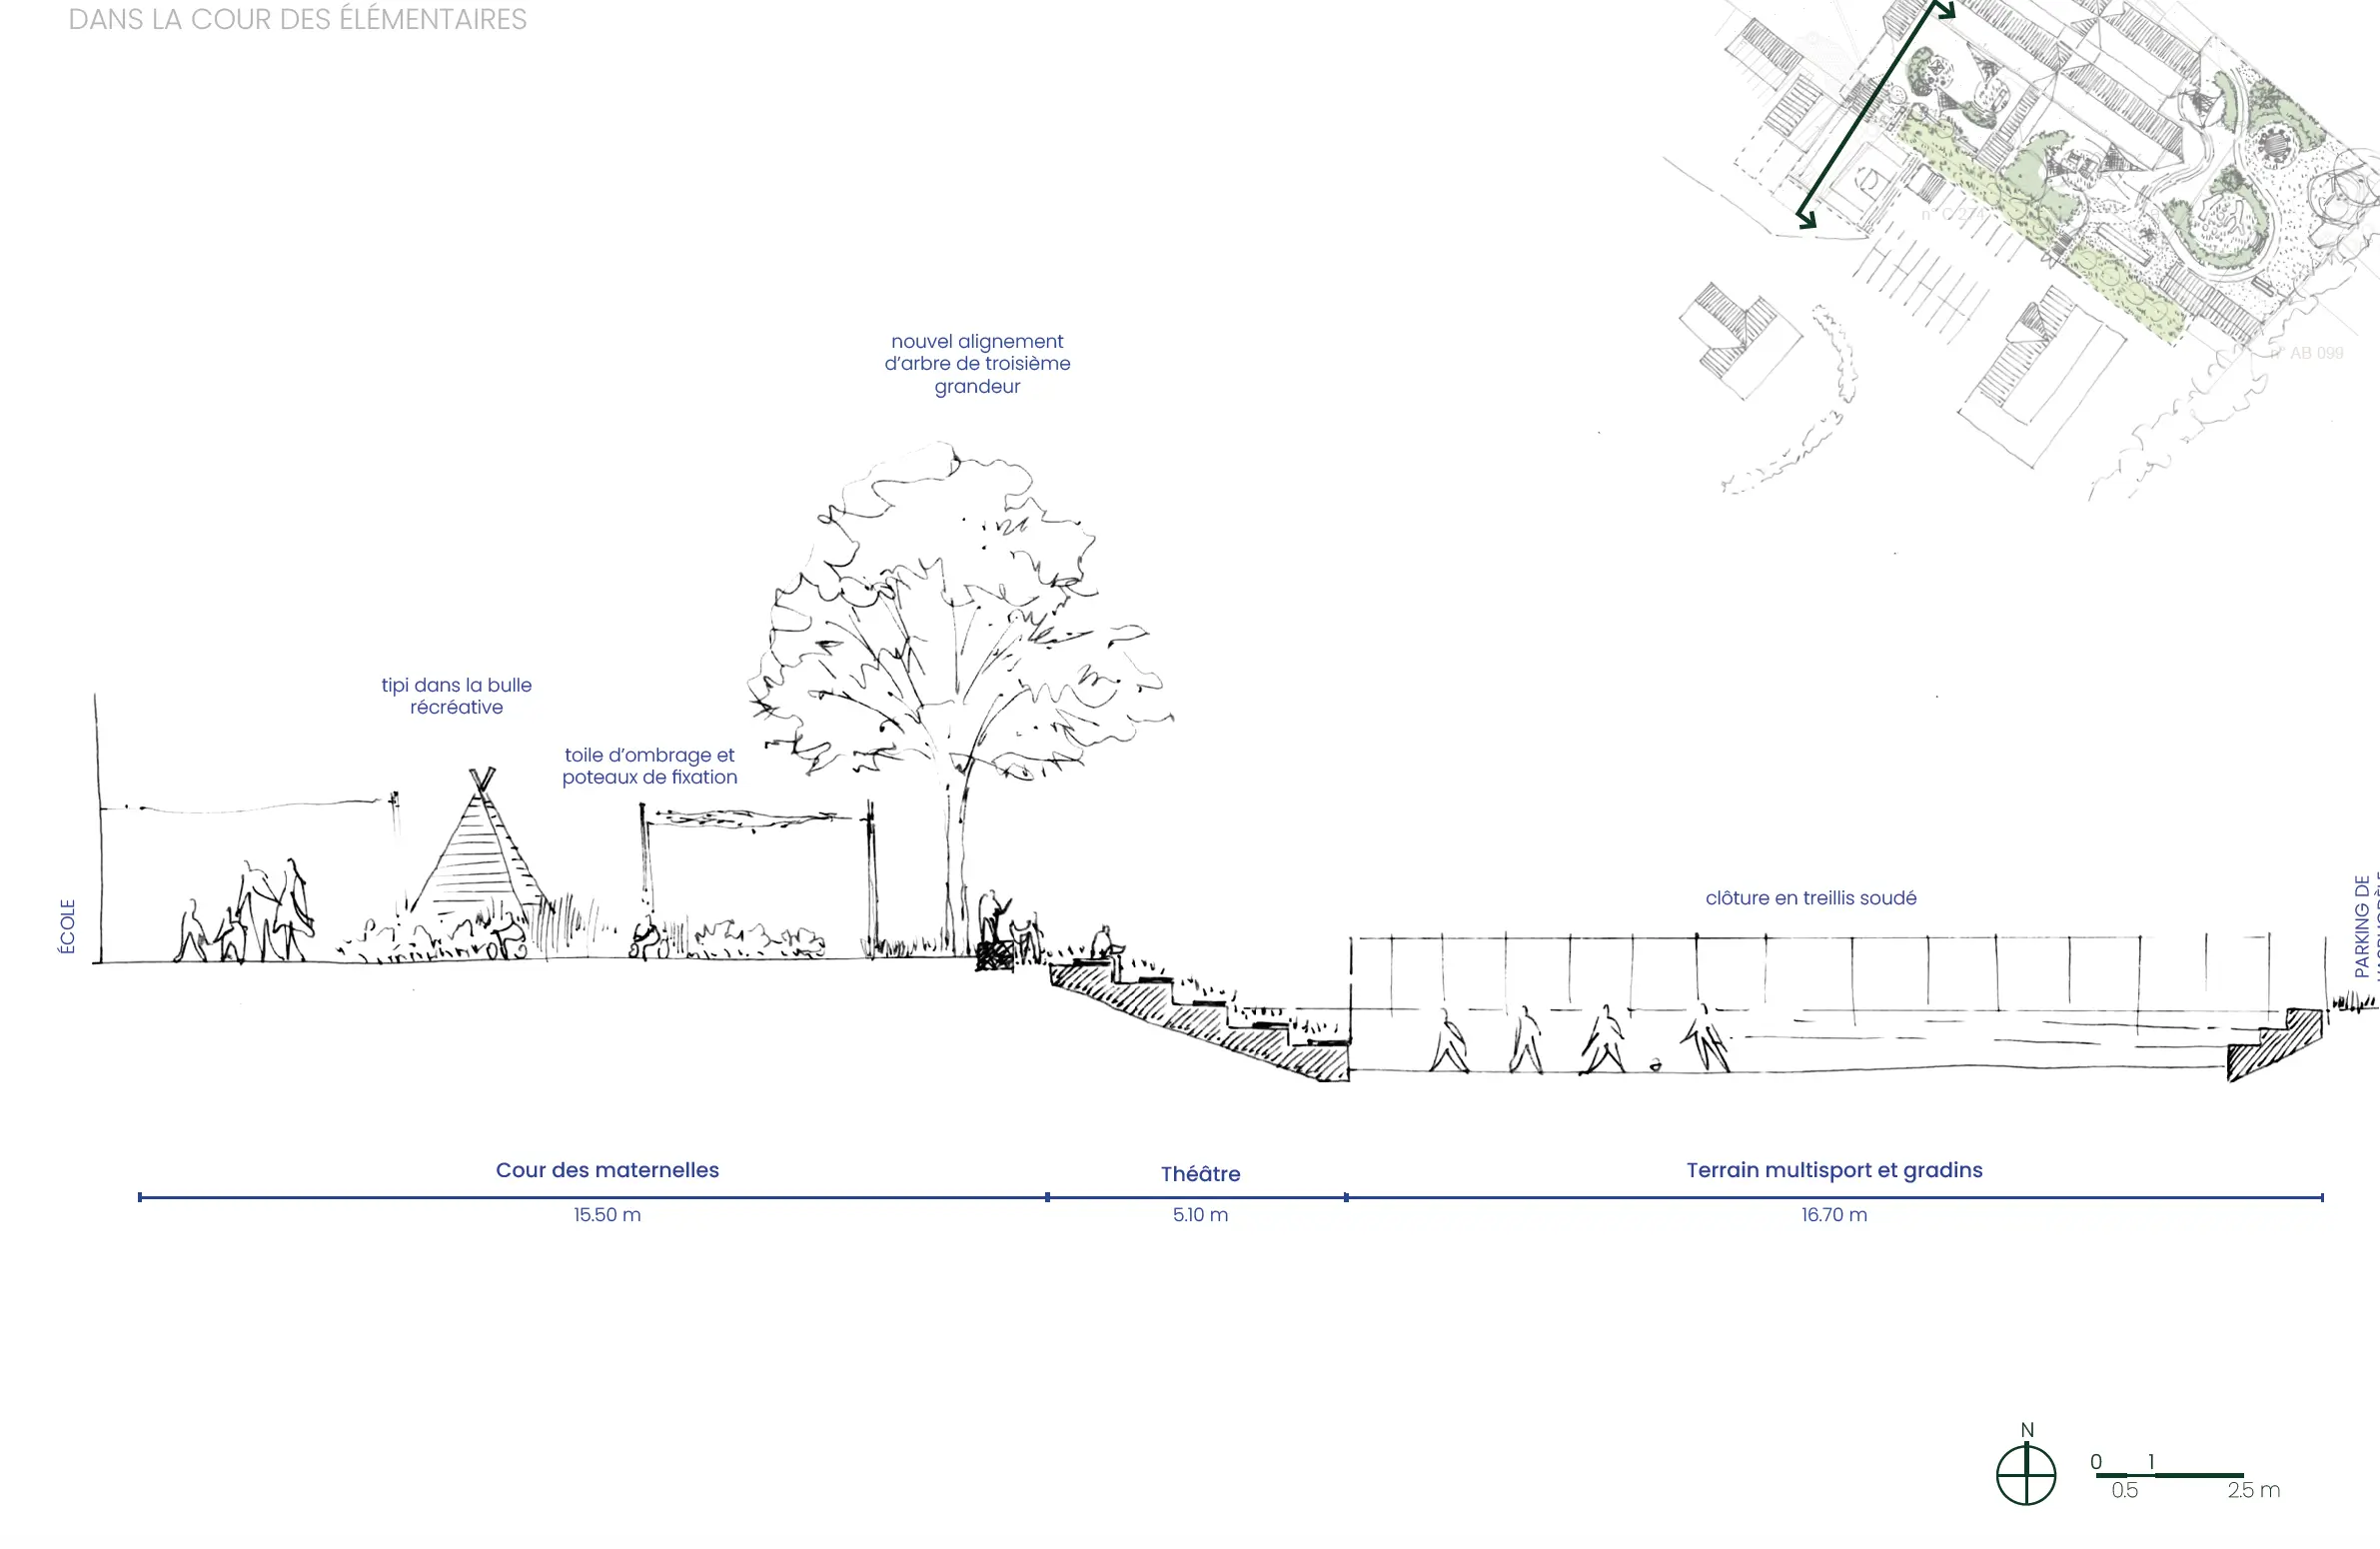 DANS LA COUR DES ÉLÉMENTAIRES
n° C 274
n° AB 099
nouvel alignement
d'arbre de troisième
grandeur
tipi dans la bulle
récréative
toile d'ombrage et
poteaux de fixation
clôture en treillis soudé
ÉCOLE
PARKING DE
Cour des maternelles
Théâtre
Terrain multisport et gradins
15.50 m
5.10 m
16.70 m
N
0 1
0.5 2.5 m